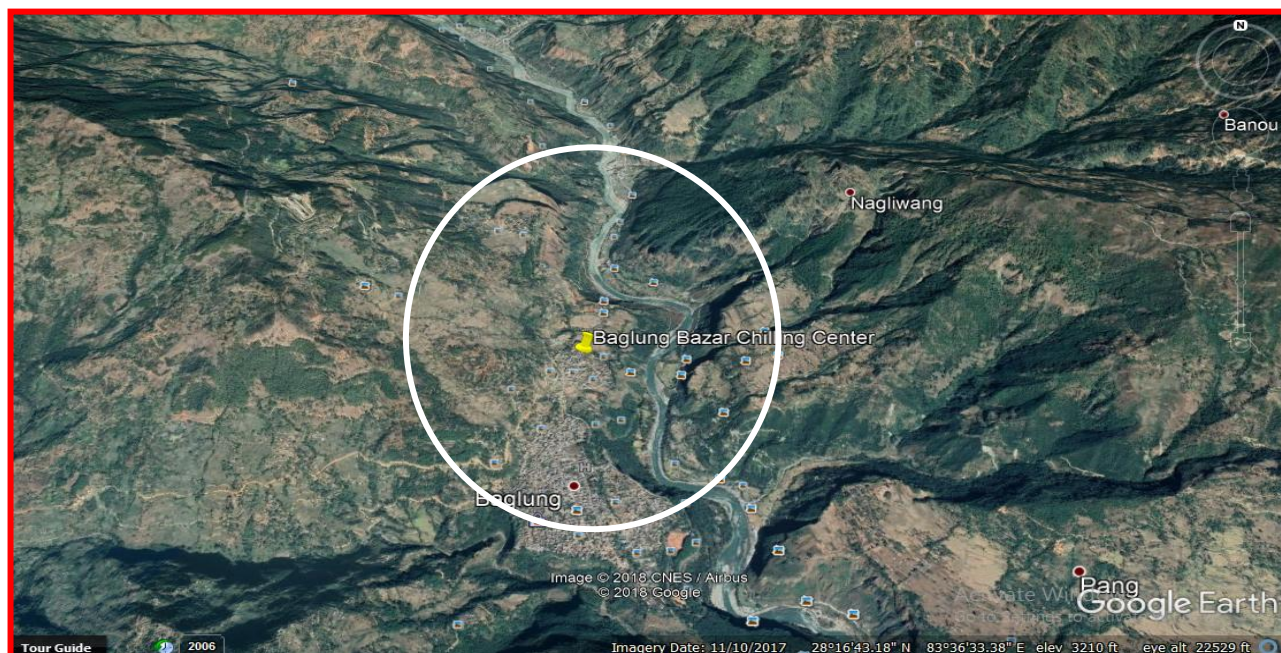 N
Banou
Nagliwang
Baglung Bazar Chilling Center
Baglung
Image © 2018 CNES / Airbus
© 2018 Google
Pang
Google Earth
Tour Guide
2006
Imagery Date: 11/10/2017 28°16'43.18" N 83°36'33.38" E elev 3210 ft eye alt 22529 ft